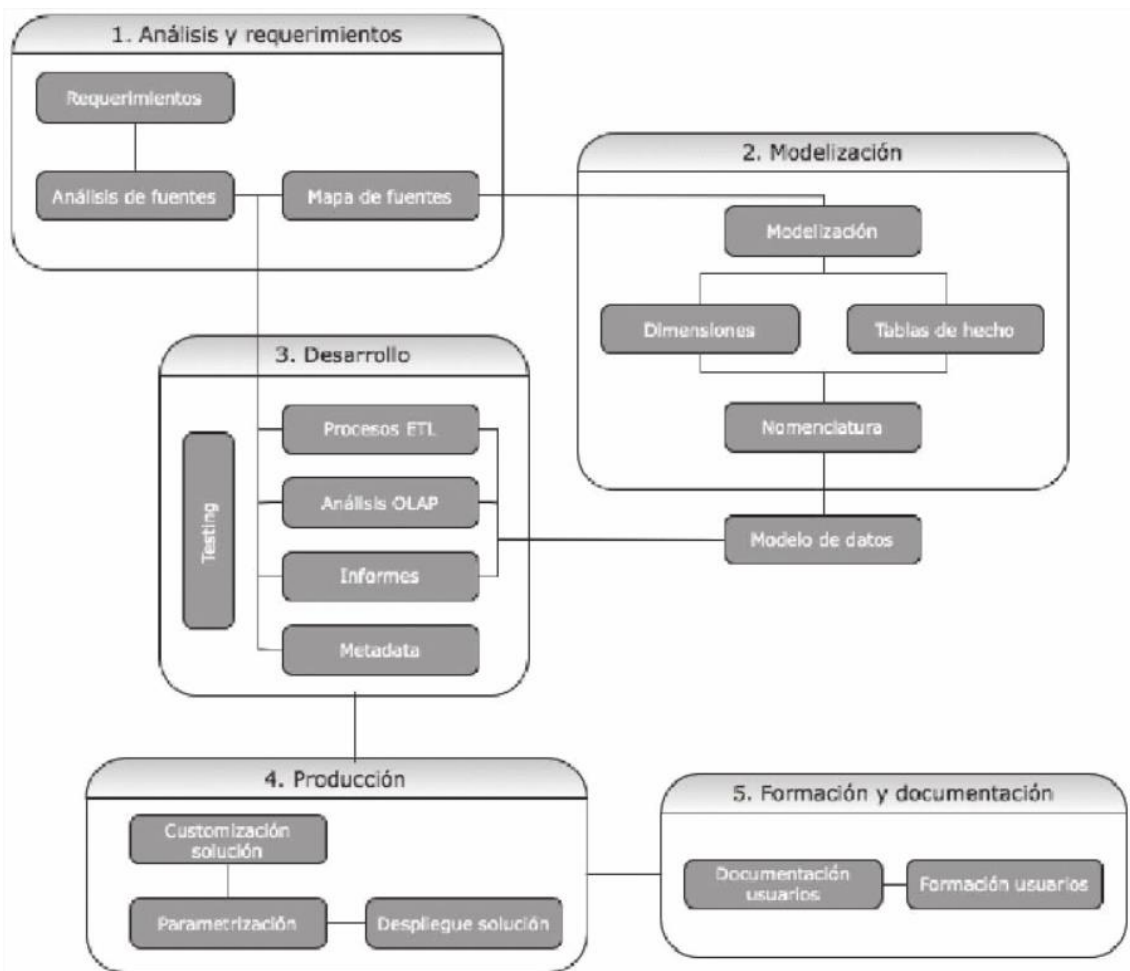 1. Análisis y requerimientos
Requerimientos
Análisis de fuentes
Mapa de fuentes
2. Modelización
Modelización
Dimensiones
Tablas de hecho
Nomenclatura
Modelo de datos
3. Desarrollo
Testing
Procesos ETL
Análisis OLAP
Informes
Metadata
4. Producción
Customización
solución
Parametrización
Despliegue solución
5. Formación y documentación
Documentación
usuarios
Formación usuarios